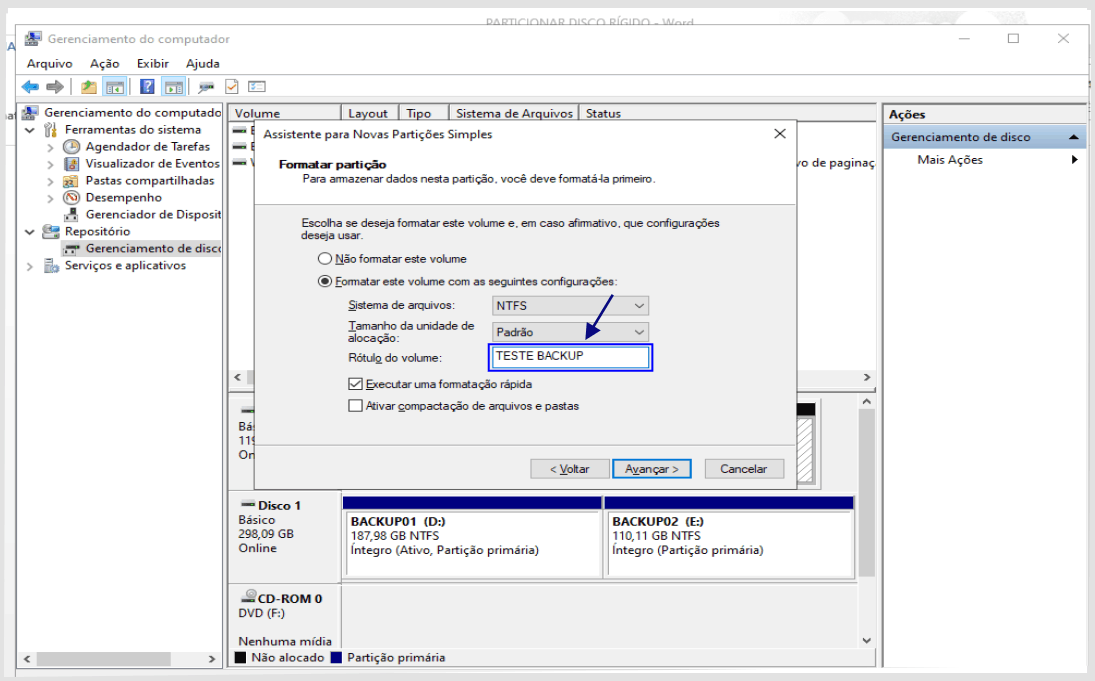 PARTICIONAR DISCO RÍGIDO - Word
Gerenciamento do computador
Arquivo Ação Exibir Ajuda
Gerenciamento do computado
Ferramentas do sistema
Agendador de Tarefas
Visualizador de Eventos
Pastas compartilhadas
Desempenho
Gerenciador de Disposit
Repositório
Gerenciamento de disco
Serviços e aplicativos
Volume Layout Tipo Sistema de Arquivos Status
vo de paginaç
Assistente para Novas Partições Simples
Formatar partição
Para armazenar dados nesta partição, você deve formatá-la primeiro.
Escolha se deseja formatar este volume e, em caso afirmativo, que configurações
deseja usar.
Não formatar este volume
Formatar este volume com as seguintes configurações:
Sistema de arquivos: NTFS
Tamanho da unidade de
alocação: Padrão
Rótulo do volume: TESTE BACKUP
Executar uma formatação rápida
Ativar compactação de arquivos e pastas
< Voltar Avançar > Cancelar
Bás
119
On
Disco 1
Básico
298,09 GB
Online
BACKUP01 (D:)
187,98 GB NTFS
Íntegro (Ativo, Partição primária)
BACKUP02 (E:)
110,11 GB NTFS
Íntegro (Partição primária)
CD-ROM 0
DVD (F:)
Nenhuma mídia
Não alocado Partição primária
Ações
Gerenciamento de disco
Mais Ações